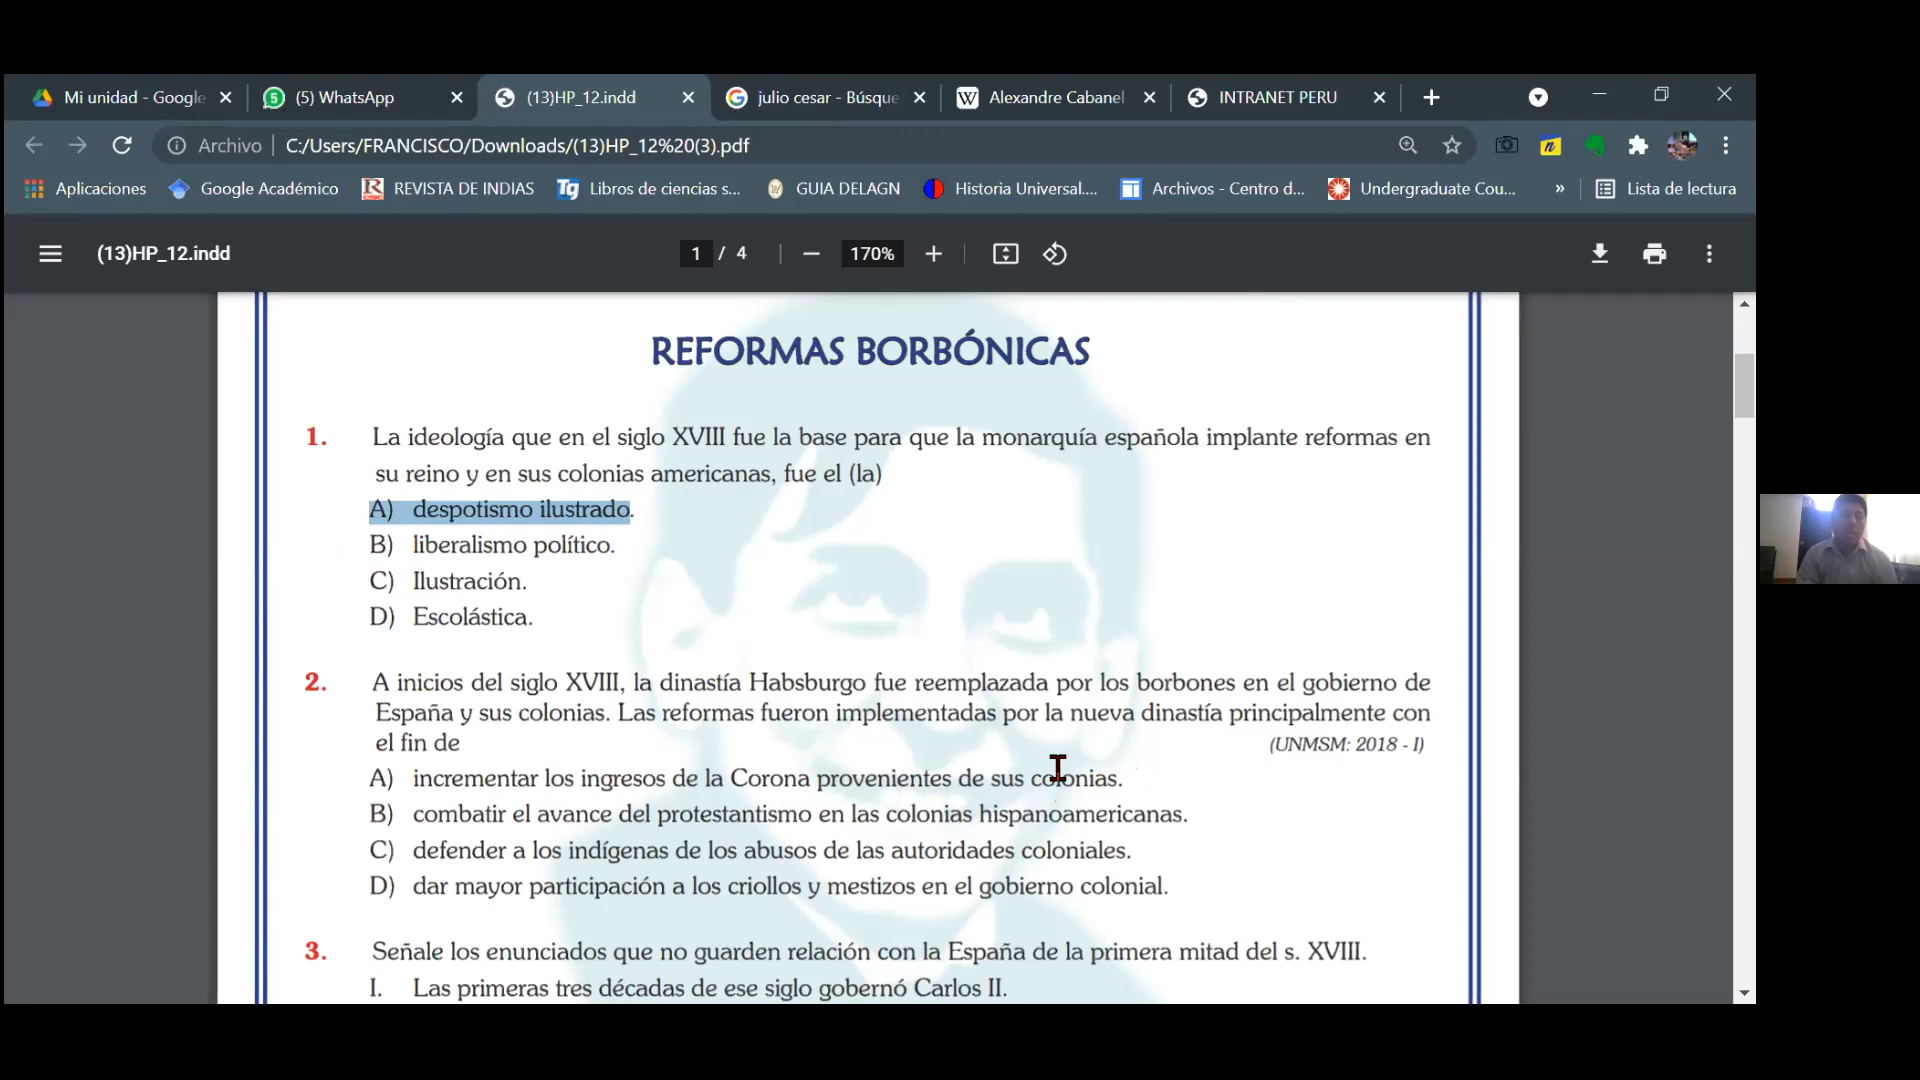 Mi unidad - Google
(5) WhatsApp
(13)HP_12.indd
julio cesar - Búsque
Alexandre Cabanel
INTRANET PERU
Archivo
C:/Users/FRANCISCO/Downloads/(13)HP_12%20(3).pdf
Aplicaciones
Google Académico
REVISTA DE INDIAS
Libros de ciencias s...
GUIA DELAGN
Historia Universal....
Archivos - Centro d...
Undergraduate Cou...
»
Lista de lectura
(13)HP_12.indd
1 / 4
170%
REFORMAS BORBÓNICAS
1. La ideología que en el siglo XVIII fue la base para que la monarquía española implante reformas en
su reino y en sus colonias americanas, fue el (la)
A) despotismo ilustrado.
B) liberalismo político.
C) Ilustración.
D) Escolástica.
2. A inicios del siglo XVIII, la dinastía Habsburgo fue reemplazada por los borbones en el gobierno de
España y sus colonias. Las reformas fueron implementadas por la nueva dinastía principalmente con
el fin de (UNMSM: 2018 - I)
A) incrementar los ingresos de la Corona provenientes de sus colonias.
B) combatir el avance del protestantismo en las colonias hispanoamericanas.
C) defender a los indígenas de los abusos de las autoridades coloniales.
D) dar mayor participación a los criollos y mestizos en el gobierno colonial.
3. Señale los enunciados que no guarden relación con la España de la primera mitad del s. XVIII.
I. Las primeras tres décadas de ese siglo gobernó Carlos II.